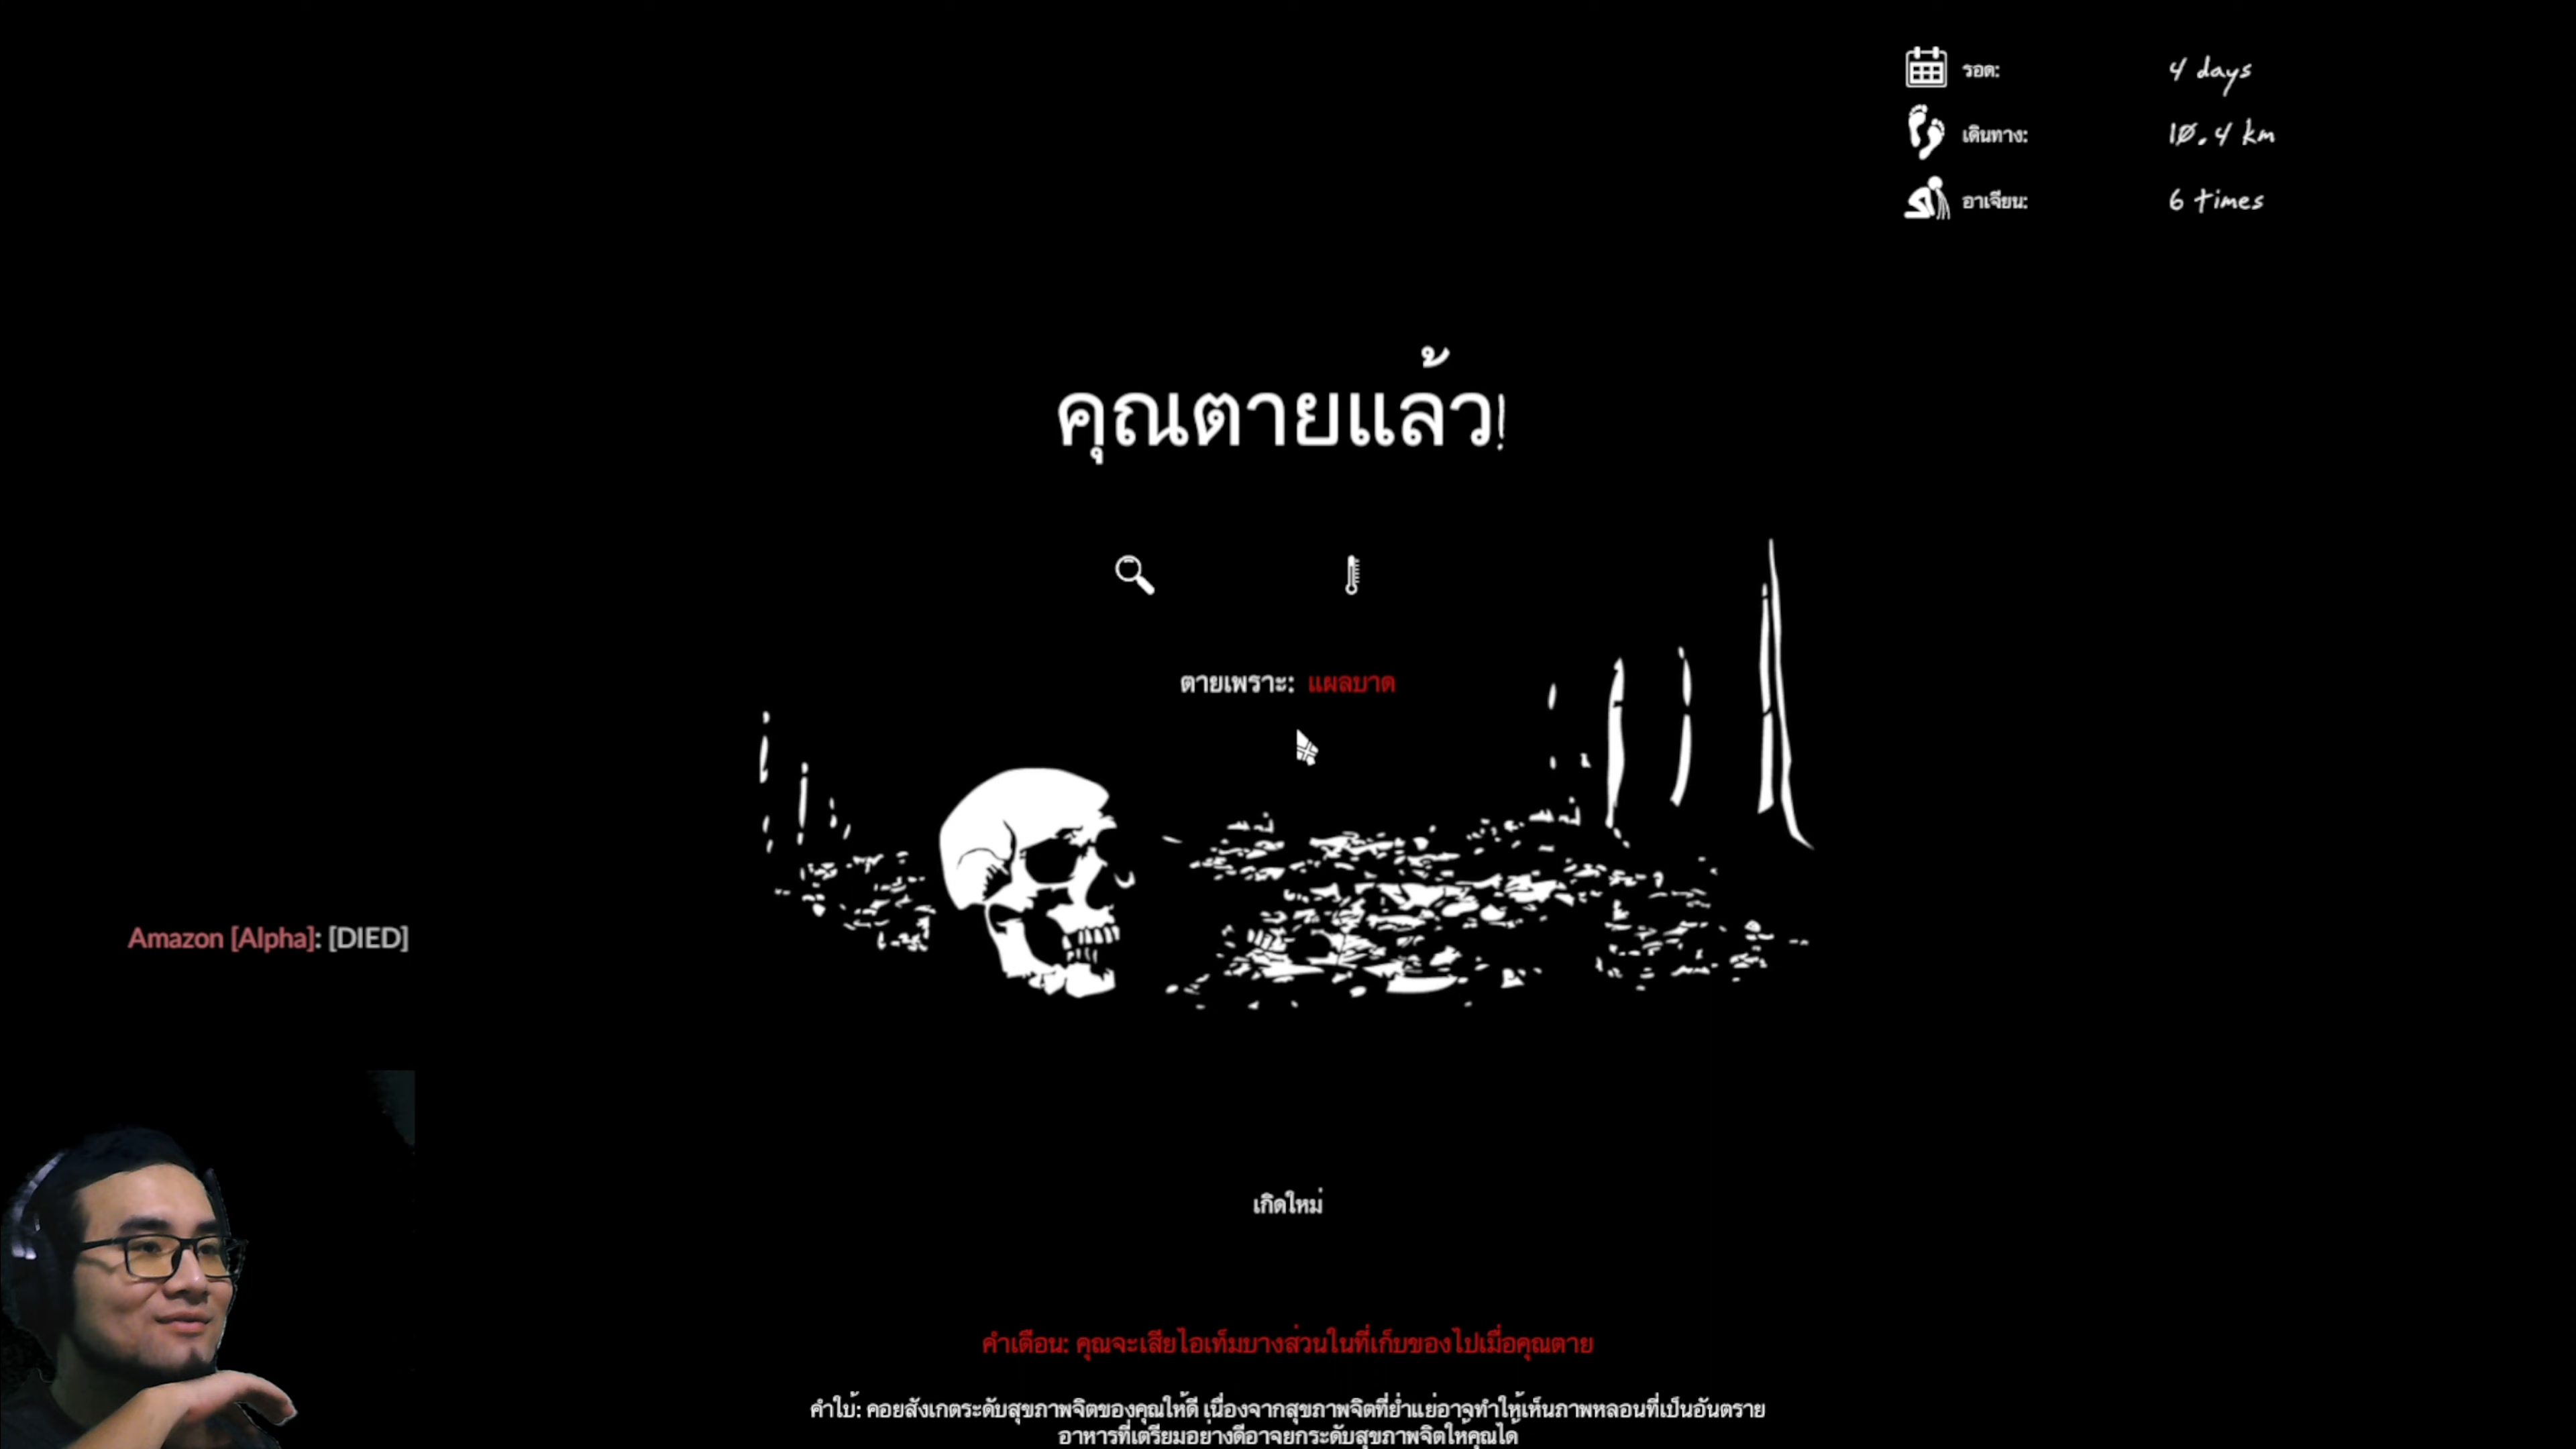 รอด: 4 days
เดินทาง: 10.4 km
อาเจียน: 6 times
คุณตายแล้ว!
ตายเพราะ: แผลบาด
Amazon [Alpha]: [DIED]
เกิดใหม่
คำเตือน: คุณจะเสียไอเท็มบางส่วนในที่เก็บของไปเมื่อคุณตาย
คำใบ้: คอยสังเกตระดับสุขภาพจิตของคุณให้ดี เนื่องจากสุขภาพจิตที่ย่ำแย่อาจทำให้เห็นภาพหลอนที่เป็นอันตราย
อาหารที่เตรียมอย่างดีอาจยกระดับสุขภาพจิตให้คุณได้